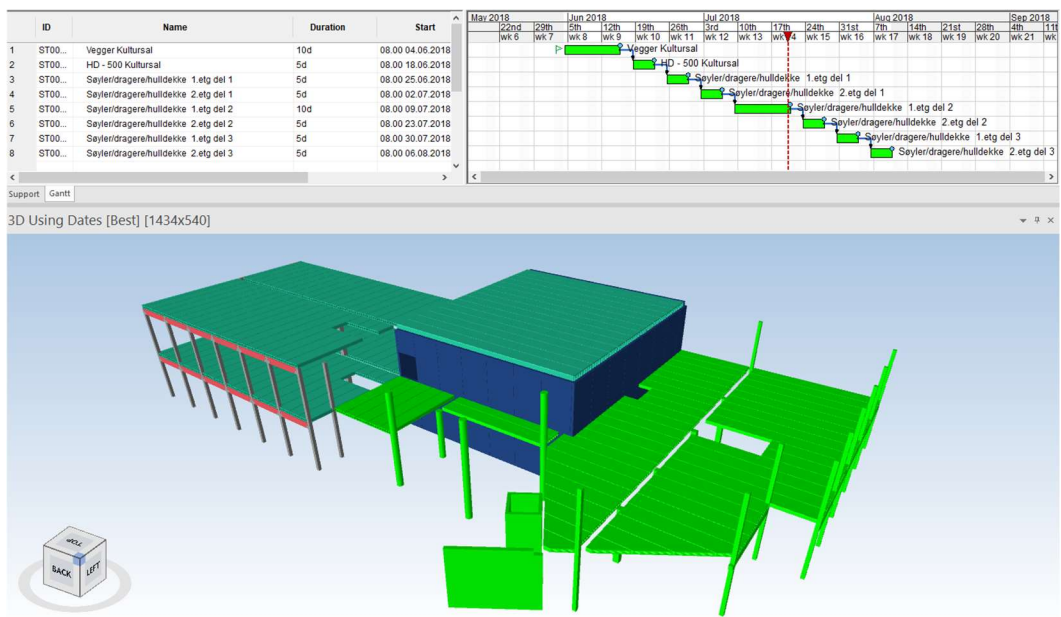 ID Name Duration Start
May 2018 Jun 2018 Jul 2018 Aug 2018 Sep 2018
22nd 29th 5th 12th 19th 26th 3rd 10th 17th 24th 31st 7th 14th 21st 28th 4th 11t
wk 6 wk 7 wk 8 wk 9 wk 10 wk 11 wk 12 wk 13 wk 4 wk 15 wk 16 wk 17 wk 18 wk 19 wk 20 wk 21 wk
1 ST00... Vegger Kultursal 10d 08.00 04.06.2018 Vegger Kultursal
2 ST00... HD - 500 Kultursal 5d 08.00 18.06.2018 HD - 500 Kultursal
3 ST00... Søyler/dragere/hulldekke 1.etg del 1 5d 08.00 25.06.2018 Søyler/dragere/hulldekke 1.etg del 1
4 ST00... Søyler/dragere/hulldekke 2.etg del 1 5d 08.00 02.07.2018 Søyler/dragere/hulldekke 2.etg del 1
5 ST00... Søyler/dragere/hulldekke 1.etg del 2 10d 08.00 09.07.2018 Søyler/dragere/hulldekke 1.etg del 2
6 ST00... Søyler/dragere/hulldekke 2.etg del 2 5d 08.00 23.07.2018 Søyler/dragere/hulldekke 2.etg del 2
7 ST00... Søyler/dragere/hulldekke 1.etg del 3 5d 08.00 30.07.2018 Søyler/dragere/hulldekke 1.etg del 3
8 ST00... Søyler/dragere/hulldekke 2.etg del 3 5d 08.00 06.08.2018 Søyler/dragere/hulldekke 2.etg del 3
Support Gantt
3D Using Dates [Best] [1434x540]
TOP
BACK LEFT